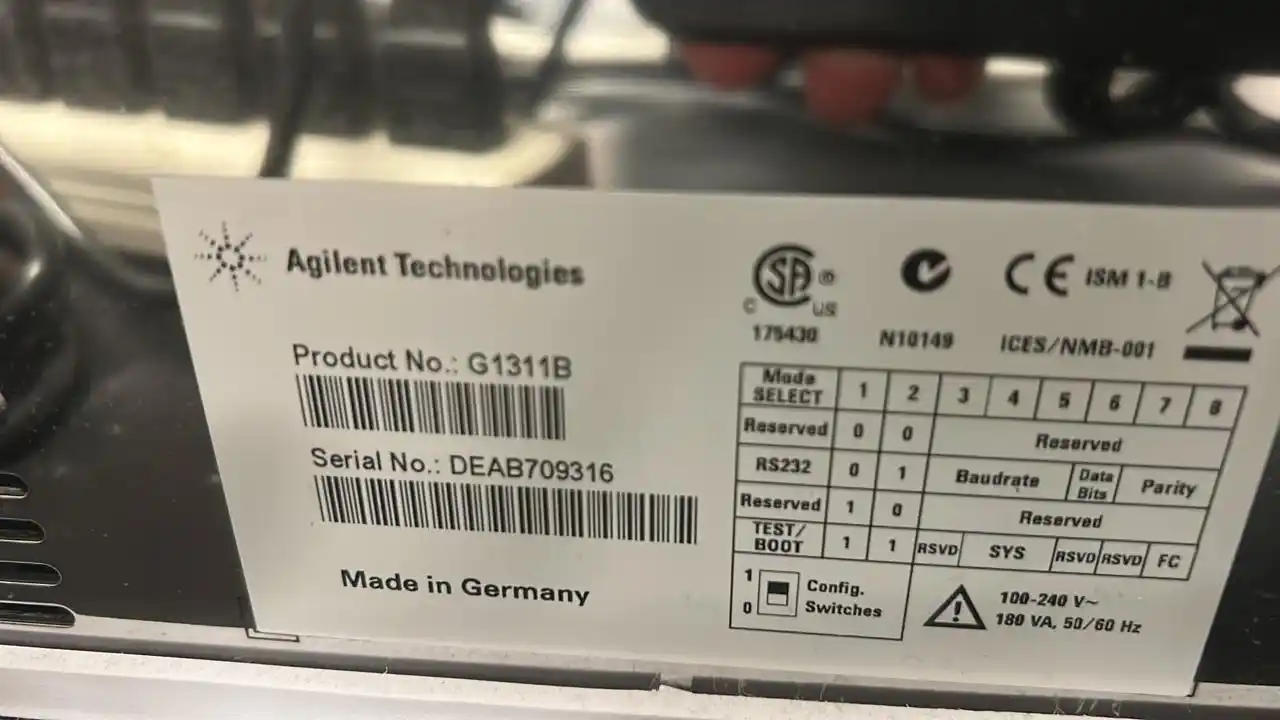 Agilent Technologies
Product No.: G1311B
Serial No.: DEAB709316
Made in Germany
SA ®
C US
175430
N10149
CE ISM 1-B
ICES/NMB-001
Mode SELECT 1 2 3 4 5 6 7 8
Reserved 0 0 Reserved
RS232 0 1 Baudrate Data Bits Parity
Reserved 1 0 Reserved
TEST/ BOOT 1 1 RSVD SYS RSVD RSVD FC
1 Config.
0 Switches
100-240 V~
180 VA, 50/60 Hz